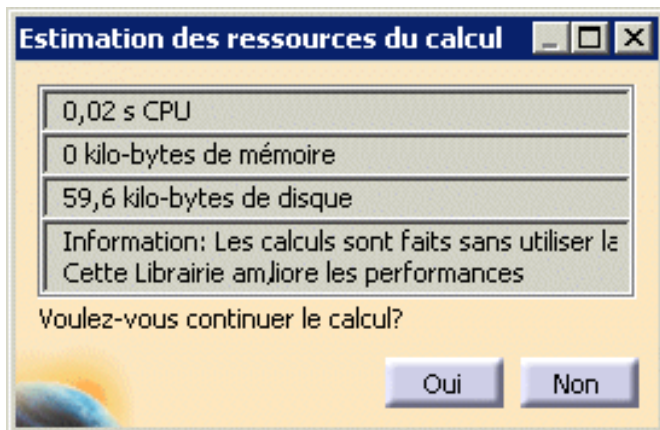 Estimation des ressources du calcul
0,02 s CPU
0 kilo-bytes de mémoire
59,6 kilo-bytes de disque
Information: Les calculs sont faits sans utiliser la
Cette Librairie am‚liore les performances
Voulez-vous continuer le calcul?
Oui Non